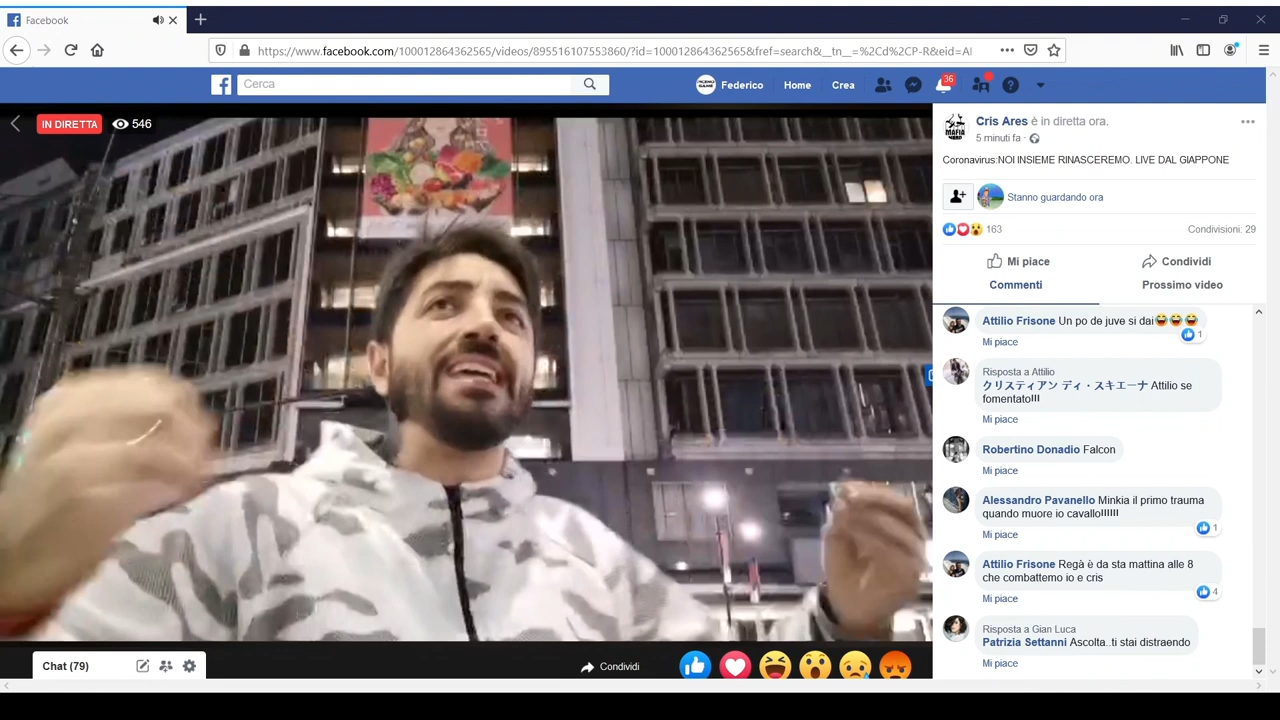 Facebook
https://www.facebook.com/100012864362565/videos/895516107553860/?id=100012864362565&fref=search&__tn__=%2Cd%2CP-R&eid=A
Cerca
Federico
Home
Crea
36
IN DIRETTA
546
MAFIA
Cris Ares è in diretta ora.
5 minuti fa ·
Coronavirus:NOI INSIEME RINASCEREMO. LIVE DAL GIAPPONE
Stanno guardando ora
163
Condivisioni: 29
Mi piace
Condividi
Commenti
Prossimo video
Attilio Frisone Un po de juve si dai😂😂😂
1
Mi piace
Risposta a Attilio
クリスティアン ディ・スキエーナ Attilio se
fomentato!!!
Mi piace
Robertino Donadio Falcon
Mi piace
Alessandro Pavanello Minkia il primo trauma
quando muore io cavallo!!!!!!
1
Mi piace
Attilio Frisone Regà è da sta mattina alle 8
che combattemo io e cris
4
Mi piace
Risposta a Gian Luca
Patrizia Settanni Ascolta..ti stai distraendo
Mi piace
Chat (79)
Condividi